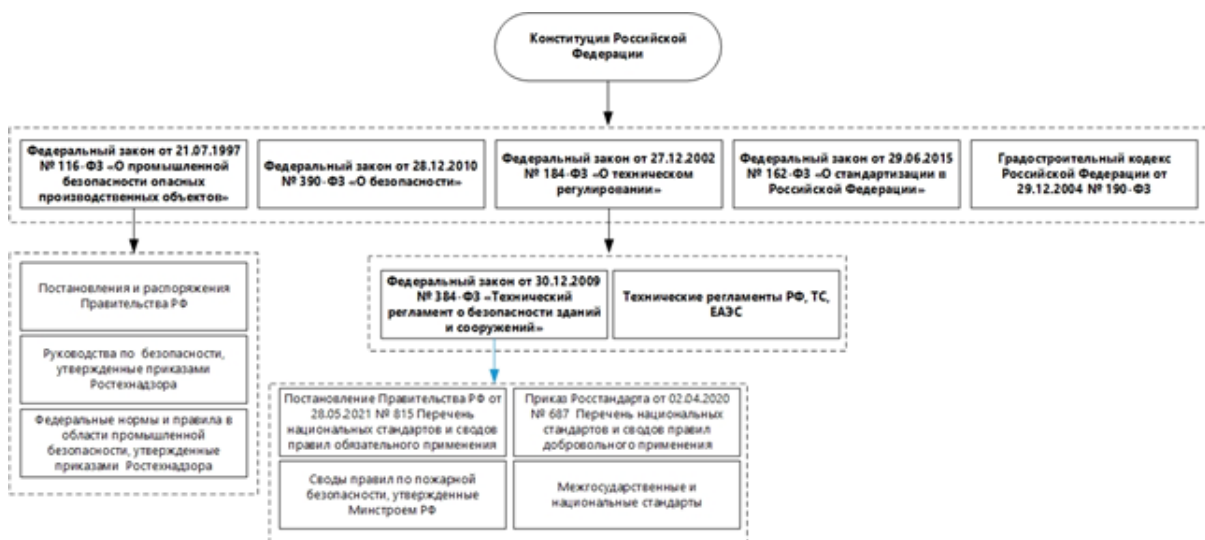 Конституция Российской
Федерации
Федеральный закон от 21.07.1997
№ 116-ФЗ «О промышленной
безопасности опасных
производственных объектов»
Федеральный закон от 28.12.2010
№ 390-ФЗ «О безопасности»
Федеральный закон от 27.12.2002
№ 184-ФЗ «О техническом
регулировании»
Федеральный закон от 29.06.2015
№ 162-ФЗ «О стандартизации в
Российской Федерации»
Градостроительный кодекс
Российской Федерации от
29.12.2004 № 190-ФЗ
Постановления и распоряжения
Правительства РФ
Руководства по безопасности,
утвержденные приказами
Ростехнадзора
Федеральные нормы и правила в
области промышленной
безопасности, утвержденные
приказами Ростехнадзора
Федеральный закон от 30.12.2009
№ 384-ФЗ «Технический
регламент о безопасности зданий
и сооружений»
Технические регламенты РФ, ТС,
ЕАЭС
Постановление Правительства РФ от
28.05.2021 № 815 Перечень
национальных стандартов и сводов
правил обязательного применения
Приказ Росстандарта от 02.04.2020
№ 687 Перечень национальных
стандартов и сводов правил
добровольного применения
Своды правил по пожарной
безопасности, утвержденные
Минстроем РФ
Межгосударственные и
национальные стандарты